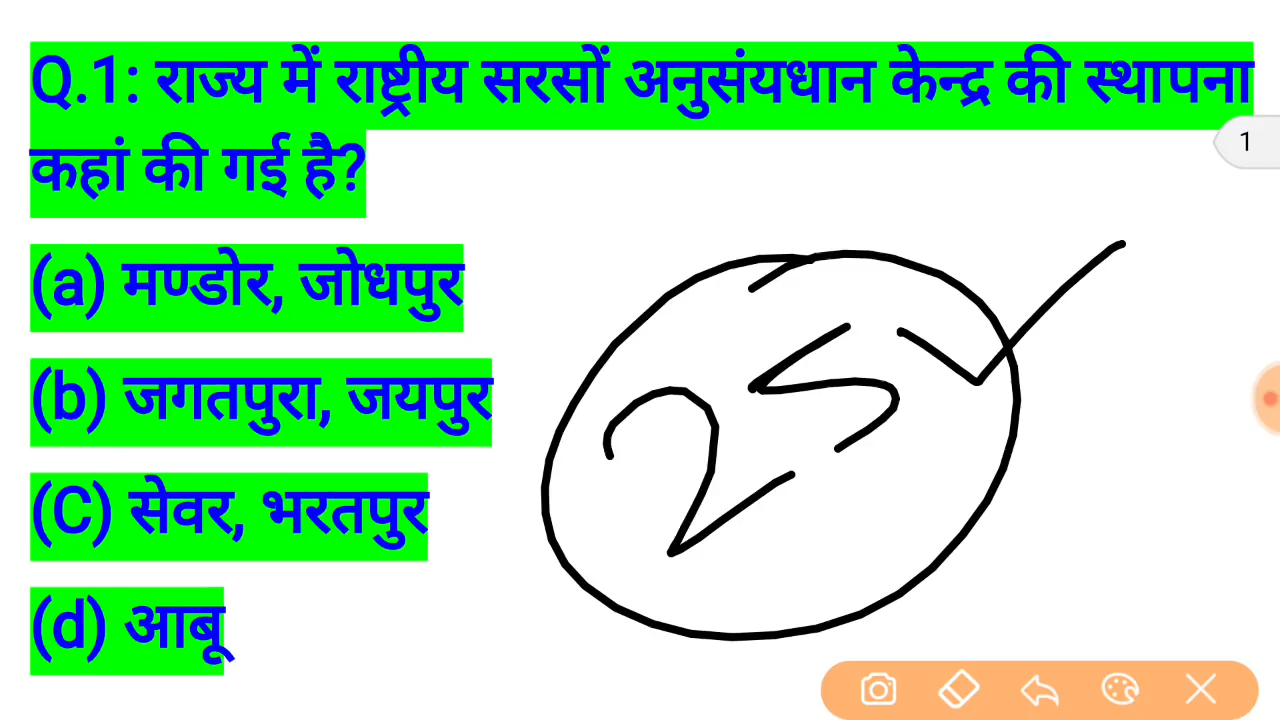 Q.1: राज्य में राष्ट्रीय सरसों अनुसंयधान केन्द्र की स्थापना
कहां की गई है?
1
(a) मण्डोर, जोधपुर
(b) जगतपुरा, जयपुर
25
(C) सेवर, भरतपुर
(d) आबू